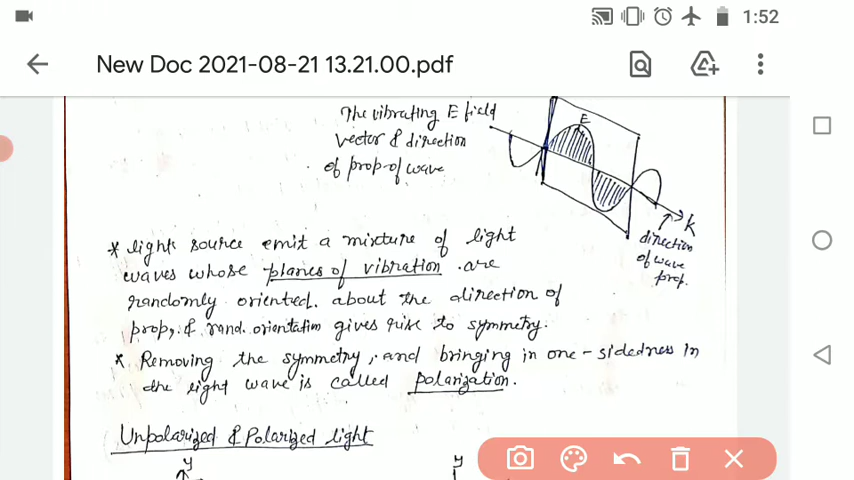 1:52
New Doc 2021-08-21 13.21.00.pdf
The vibrating E field
vector & direction
of prop. of wave
E
k
direction
of wave
prop.
* light source emit a mixture of light
waves whose planes of vibration are
randomly oriented about the direction of
prop, & rand. orientation gives rise to symmetry.
* Removing the symmetry, and bringing in one-sidedness in
the light wave is called polarization.
Unpolarized & Polarized light
y
y